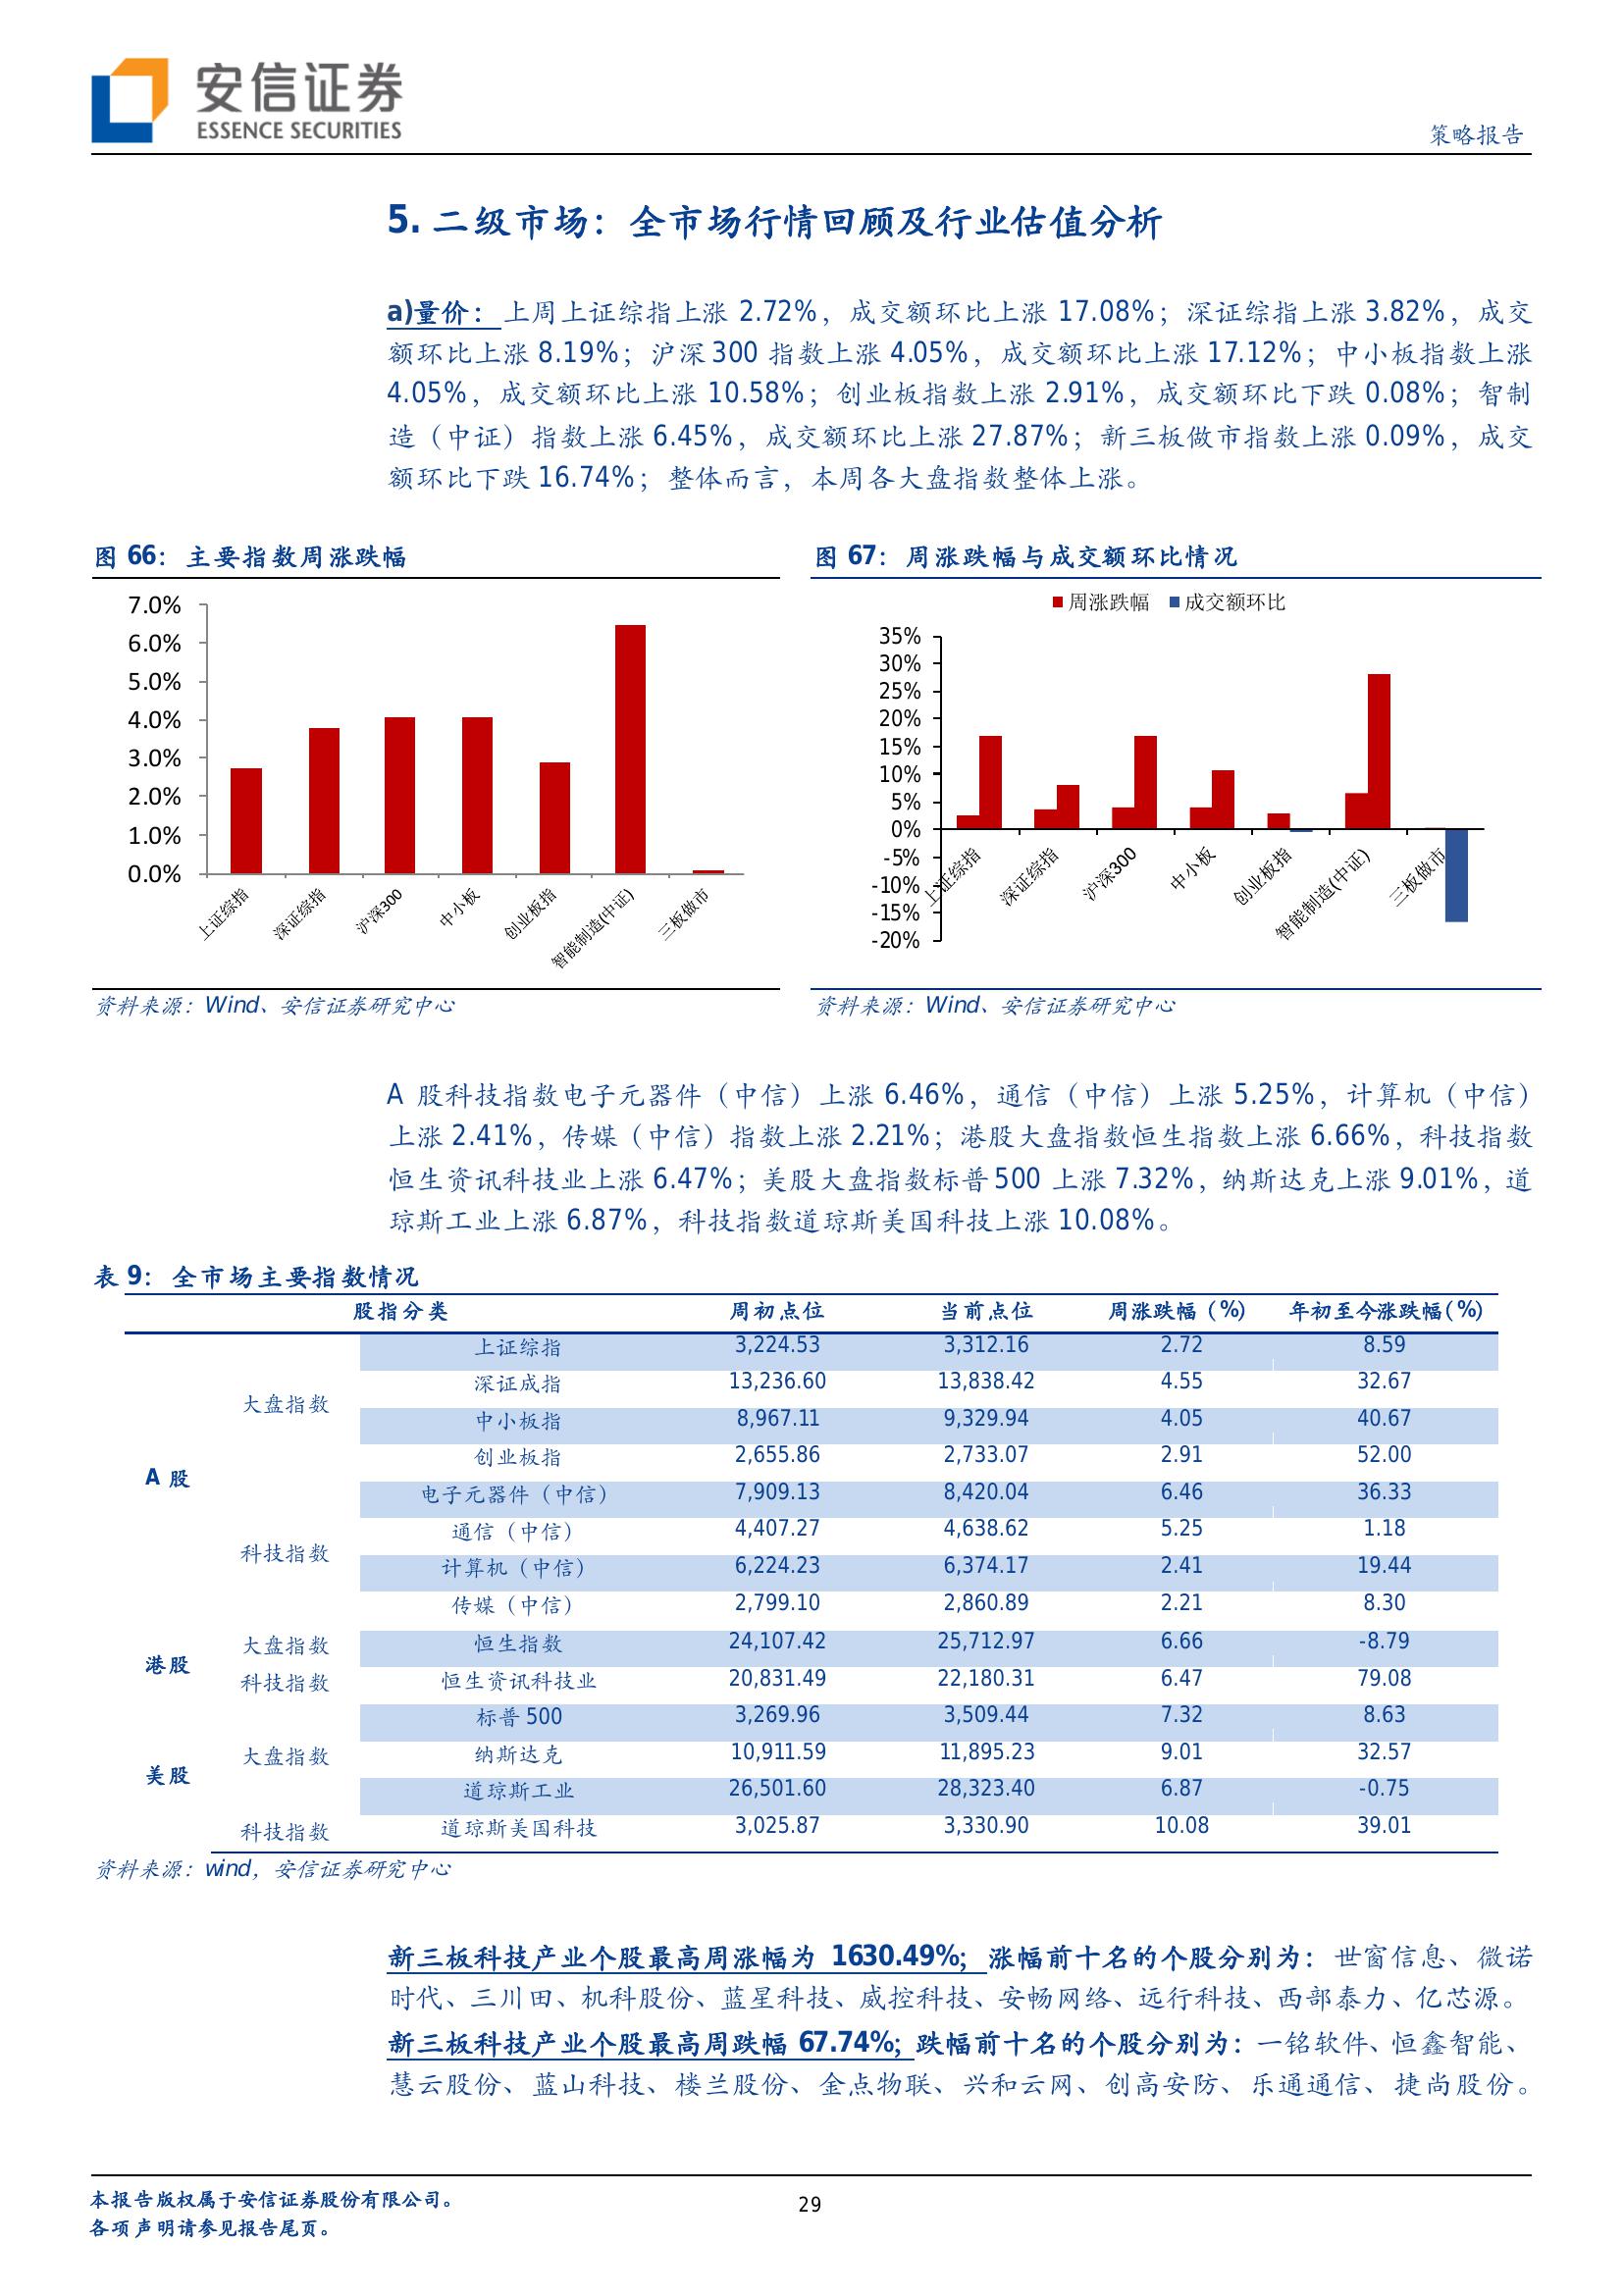 安信证券
ESSENCE SECURITIES
策略报告
5. 二级市场：全市场行情回顾及行业估值分析
a)量价：上周上证综指上涨 2.72%，成交额环比上涨 17.08%；深证综指上涨 3.82%，成交
额环比上涨 8.19%；沪深 300 指数上涨 4.05%，成交额环比上涨 17.12%；中小板指数上涨
4.05%，成交额环比上涨 10.58%；创业板指数上涨 2.91%，成交额环比下跌 0.08%；智制
造（中证）指数上涨 6.45%，成交额环比上涨 27.87%；新三板做市指数上涨 0.09%，成交
额环比下跌 16.74%；整体而言，本周各大盘指数整体上涨。
图 66：主要指数周涨跌幅
7.0%
6.0%
5.0%
4.0%
3.0%
2.0%
1.0%
0.0%
上证综指
深证综指
沪深300
中小板
创业板指
智能制造(中证)
三板做市
资料来源：Wind、安信证券研究中心
图 67：周涨跌幅与成交额环比情况
周涨跌幅 成交额环比
35%
30%
25%
20%
15%
10%
5%
0%
-5%
-10%
-15%
-20%
上证综指
深证综指
沪深300
中小板
创业板指
智能制造(中证)
三板做市
资料来源：Wind、安信证券研究中心
A 股科技指数电子元器件（中信）上涨 6.46%，通信（中信）上涨 5.25%，计算机（中信）
上涨 2.41%，传媒（中信）指数上涨 2.21%；港股大盘指数恒生指数上涨 6.66%，科技指数
恒生资讯科技业上涨 6.47%；美股大盘指数标普 500 上涨 7.32%，纳斯达克上涨 9.01%，道
琼斯工业上涨 6.87%，科技指数道琼斯美国科技上涨 10.08%。
表 9：全市场主要指数情况
股指分类 周初点位 当前点位 周涨跌幅（%） 年初至今涨跌幅(%)
A 股 大盘指数 上证综指 3,224.53 3,312.16 2.72 8.59
深证成指 13,236.60 13,838.42 4.55 32.67
中小板指 8,967.11 9,329.94 4.05 40.67
创业板指 2,655.86 2,733.07 2.91 52.00
科技指数 电子元器件（中信） 7,909.13 8,420.04 6.46 36.33
通信（中信） 4,407.27 4,638.62 5.25 1.18
计算机（中信） 6,224.23 6,374.17 2.41 19.44
传媒（中信） 2,799.10 2,860.89 2.21 8.30
港股 大盘指数 恒生指数 24,107.42 25,712.97 6.66 -8.79
科技指数 恒生资讯科技业 20,831.49 22,180.31 6.47 79.08
美股 大盘指数 标普 500 3,269.96 3,509.44 7.32 8.63
纳斯达克 10,911.59 11,895.23 9.01 32.57
道琼斯工业 26,501.60 28,323.40 6.87 -0.75
科技指数 道琼斯美国科技 3,025.87 3,330.90 10.08 39.01
资料来源：wind，安信证券研究中心
新三板科技产业个股最高周涨幅为 1630.49%；涨幅前十名的个股分别为：世窗信息、微诺
时代、三川田、机科股份、蓝星科技、威控科技、安畅网络、远行科技、西部泰力、亿芯源。
新三板科技产业个股最高周跌幅 67.74%；跌幅前十名的个股分别为：一铭软件、恒鑫智能、
慧云股份、蓝山科技、楼兰股份、金点物联、兴和云网、创高安防、乐通通信、捷尚股份。
本报告版权属于安信证券股份有限公司。
各项声明请参见报告尾页。
29